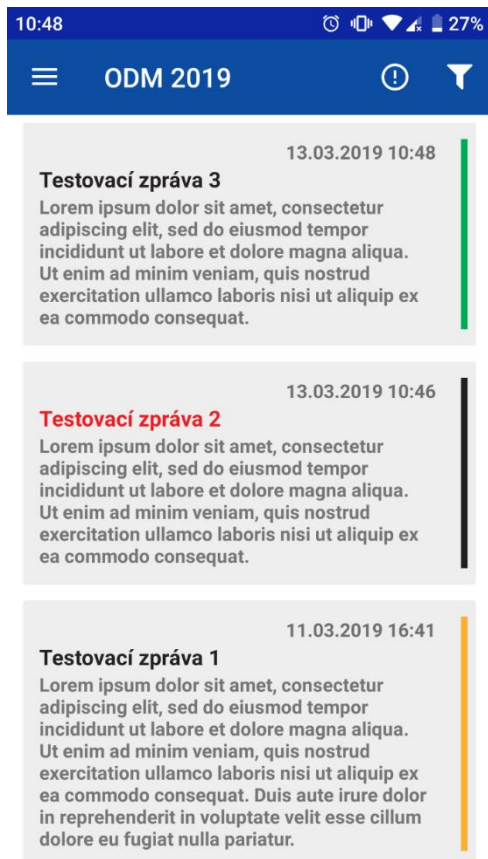 10:48
27%
ODM 2019
13.03.2019 10:48
Testovací zpráva 3
Lorem ipsum dolor sit amet, consectetur
adipiscing elit, sed do eiusmod tempor
incididunt ut labore et dolore magna aliqua.
Ut enim ad minim veniam, quis nostrud
exercitation ullamco laboris nisi ut aliquip ex
ea commodo consequat.
13.03.2019 10:46
Testovací zpráva 2
Lorem ipsum dolor sit amet, consectetur
adipiscing elit, sed do eiusmod tempor
incididunt ut labore et dolore magna aliqua.
Ut enim ad minim veniam, quis nostrud
exercitation ullamco laboris nisi ut aliquip ex
ea commodo consequat.
11.03.2019 16:41
Testovací zpráva 1
Lorem ipsum dolor sit amet, consectetur
adipiscing elit, sed do eiusmod tempor
incididunt ut labore et dolore magna aliqua.
Ut enim ad minim veniam, quis nostrud
exercitation ullamco laboris nisi ut aliquip ex
ea commodo consequat. Duis aute irure dolor
in reprehenderit in voluptate velit esse cillum
dolore eu fugiat nulla pariatur.